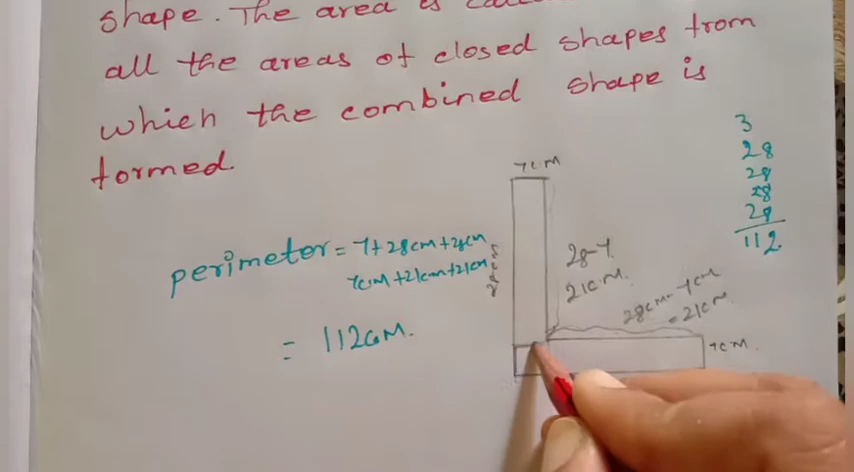 shape. The area is
all the areas of closed shapes from
which the combined shape is
formed.
3
28
28
28
28
112
7cm
perimeter = 7+28cm+28cm
7cm+21cm+21cm
= 112cm.
28cm
28-7
21cm.
28cm-7cm
=21cm
7cm.